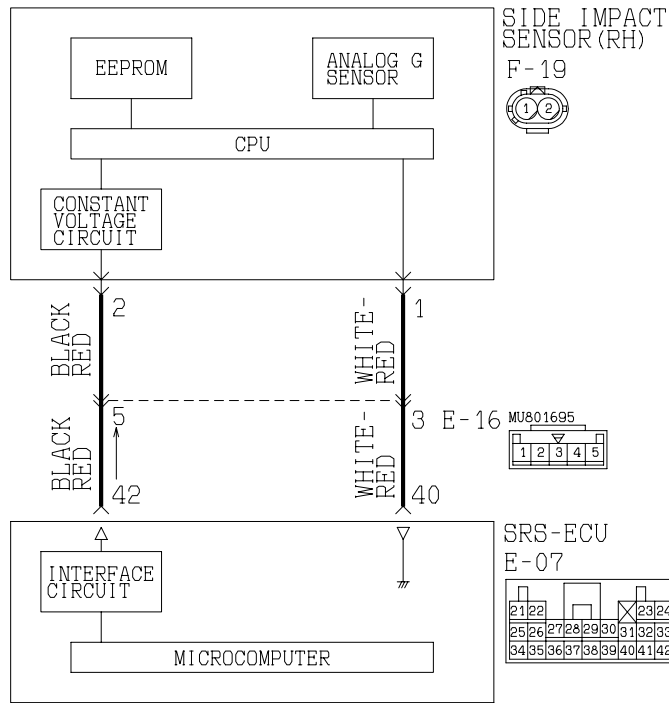 SIDE IMPACT
SENSOR(RH)
F-19
1 2
EEPROM
ANALOG G
SENSOR
CPU
CONSTANT
VOLTAGE
CIRCUIT
2
1
BLACK
RED
WHITE-
RED
5
3
E-16
MU801695
1 2 3 4 5
BLACK
RED
WHITE-
RED
42
40
SRS-ECU
E-07
INTERFACE
CIRCUIT
MICROCOMPUTER
21 22 23 24
25 26 27 28 29 30 31 32 33
34 35 36 37 38 39 40 41 42